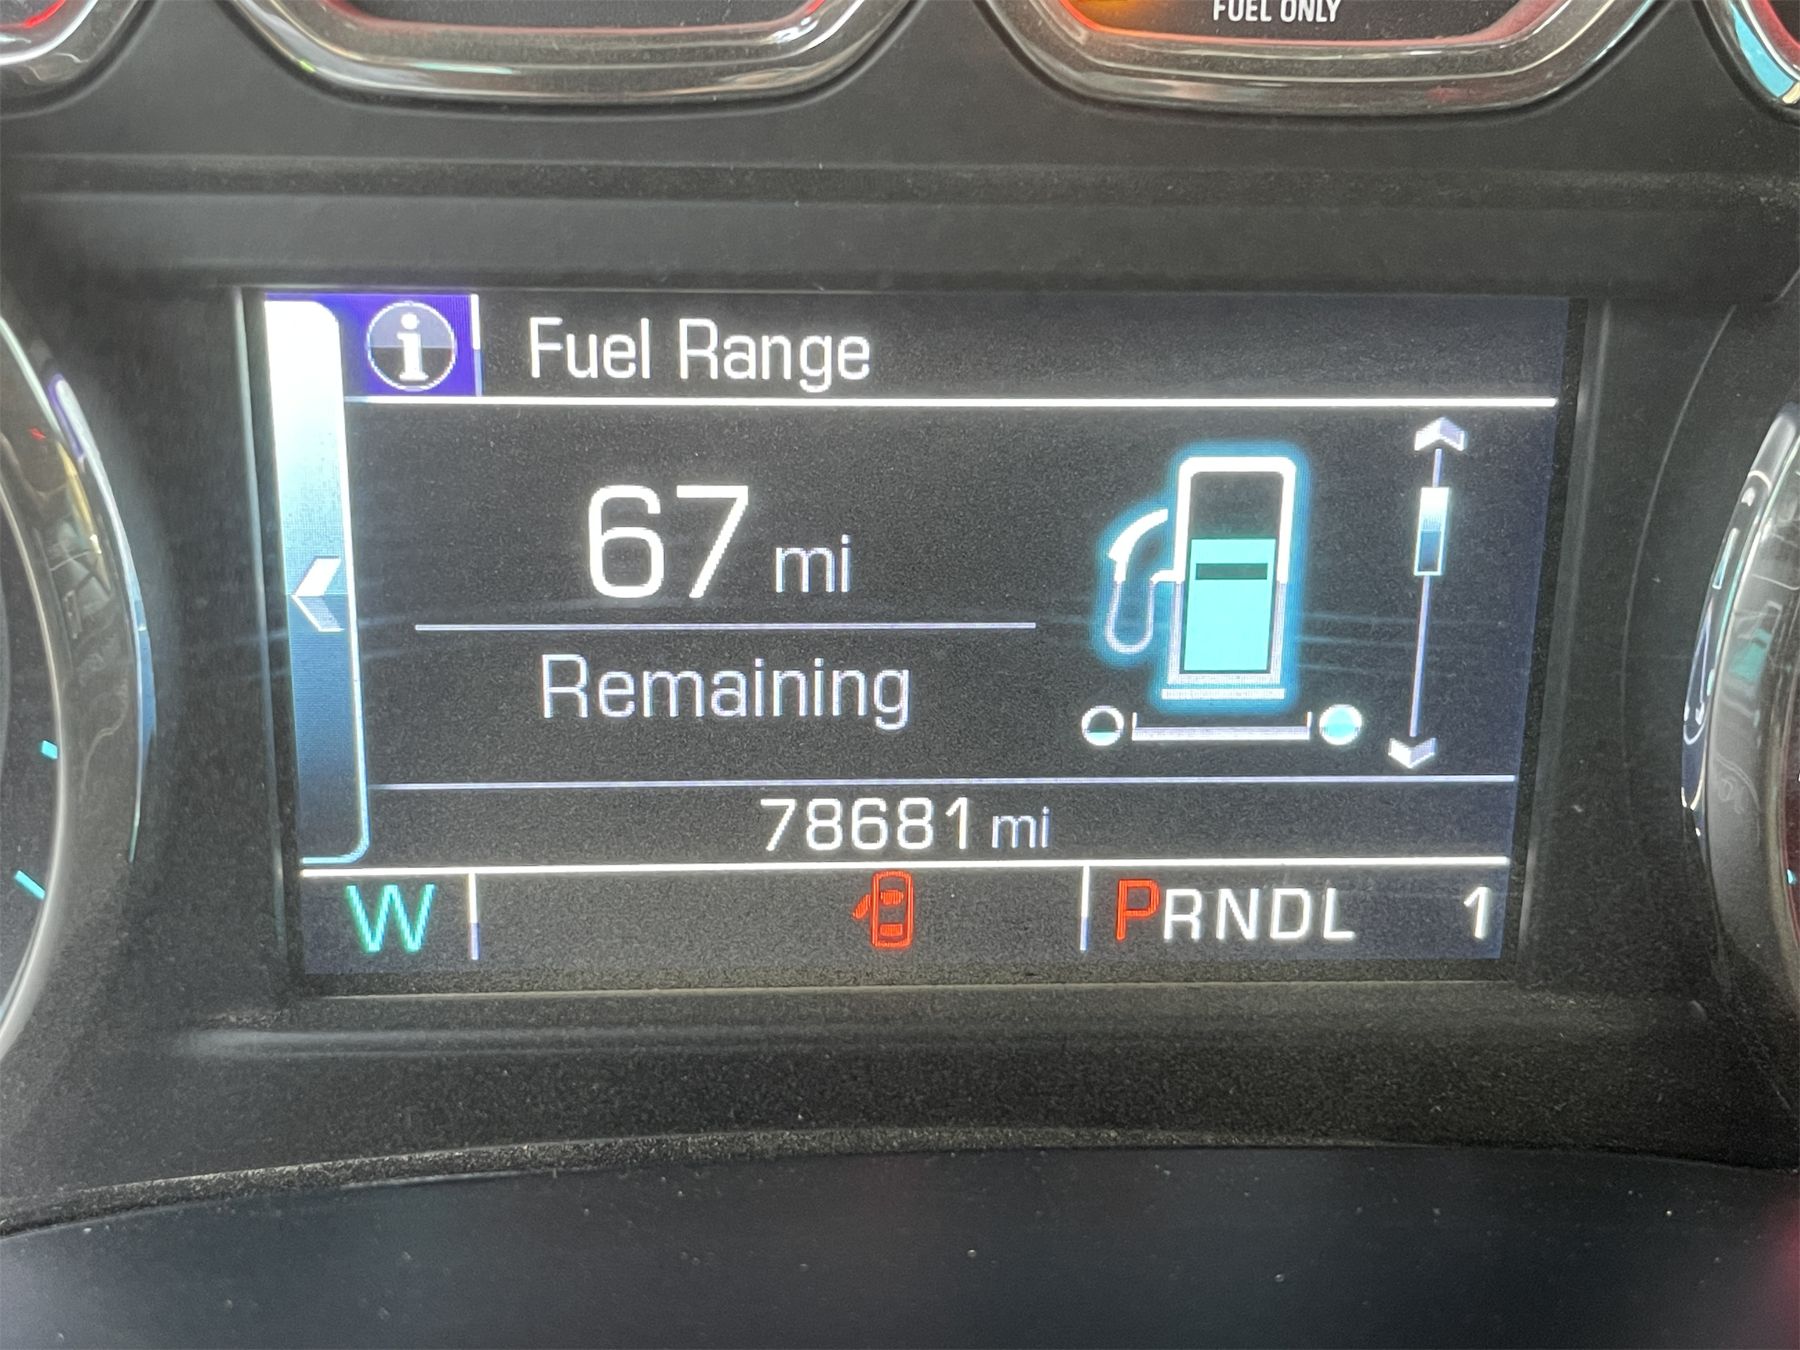 FUEL ONLY
i Fuel Range
67 mi
Remaining
78681 mi
W PRNDL 1